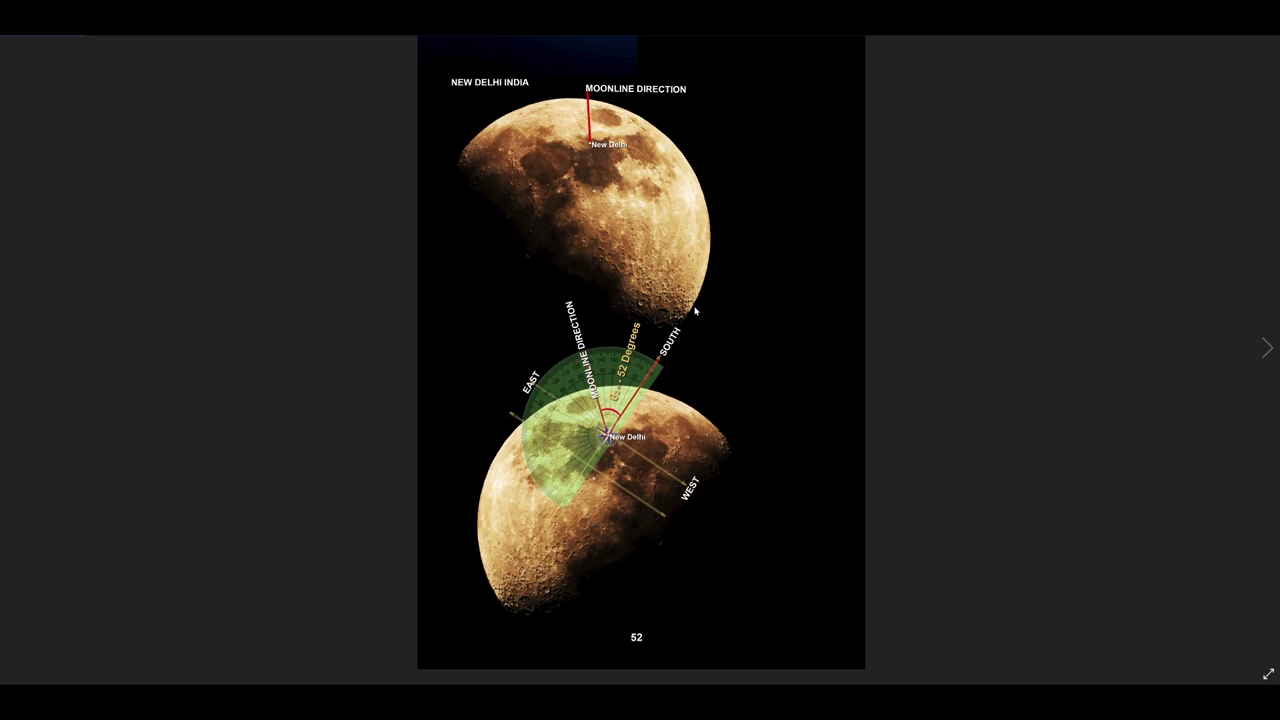 NEW DELHI INDIA
MOONLINE DIRECTION
New Delhi
MOONLINE DIRECTION
52 Degrees
SOUTH
EAST
New Delhi
WEST
52